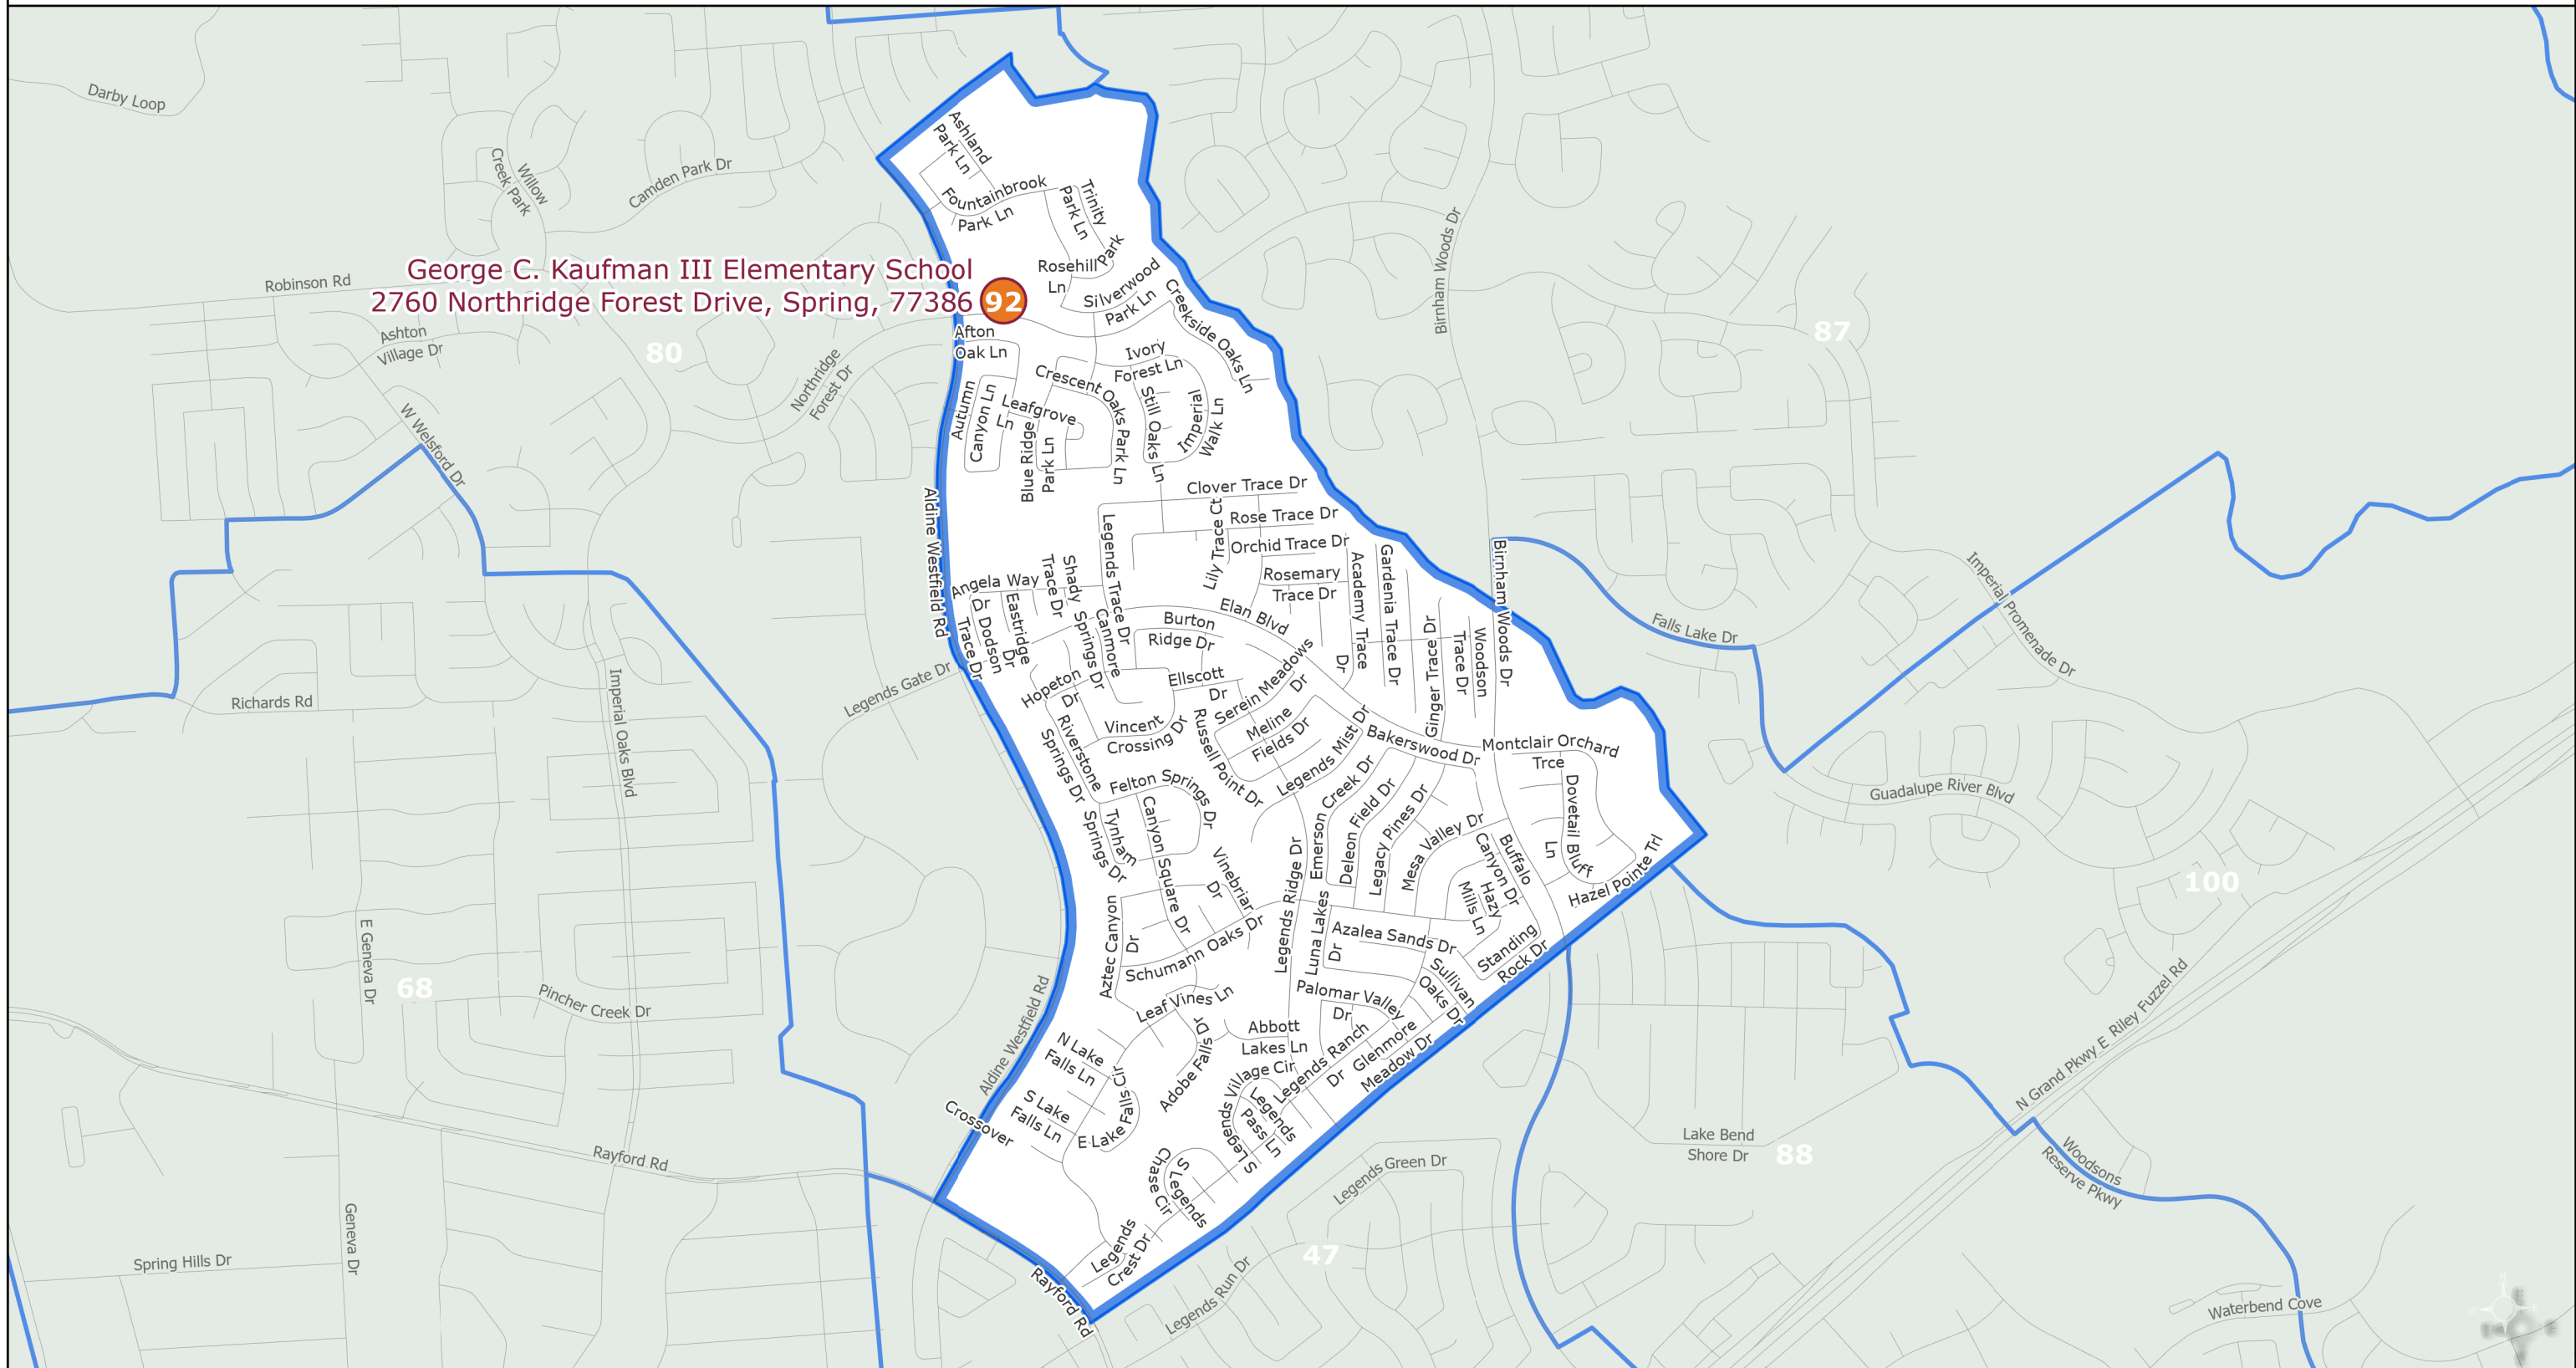 Darby Loop
Ashland
Park Ln
Willow
Creek Park
Camden Park Dr
Fountainbrook
Park Ln
Trinity
Park Ln
Birnham Woods Dr
Rosehill Park
Ln
George C. Kaufman III Elementary School
2760 Northridge Forest Drive, Spring, 77386
92
Robinson Rd
Silverwood
Park Ln
Creekside Oaks Ln
Ashton
Village Dr
80
87
Afton
Oak Ln
Ivory
Forest Ln
Northridge
Forest Dr
Crescent Oaks Park Ln
Autumn
Canyon Ln
Leafgrove
Ln
Still Oaks Ln
Imperial
Walk Ln
Blue Ridge
Park Ln
W Welsford Dr
Clover Trace Dr
Aldine Westfield Rd
Legends Trace Dr
Lily Trace Ct
Rose Trace Dr
Orchid Trace Dr
Rosemary
Trace Dr
Academy Trace
Dr
Gardenia Trace Dr
Birnham Woods Dr
Imperial Promenade Dr
Angela Way
Dr
Shady
Trace Dr
Dodson
Trace Dr
Eastridge
Dr
Springs Dr
Canmore
Burton
Ridge Dr
Elan Blvd
Ginger Trace Dr
Woodson
Trace Dr
Falls Lake Dr
Legends Gate Dr
Hopeton
Dr
Ellscott
Dr
Serein Meadows
Dr
Richards Rd
Imperial Oaks Blvd
Riverstone
Springs Dr
Vincent
Crossing Dr
Russell Point Dr
Meline
Fields Dr
Legends Mist Dr
Bakerswood Dr
Montclair Orchard
Trce
Felton Springs Dr
Emerson Creek Dr
Deleon Field Dr
Legacy Pines Dr
Mesa Valley Dr
Dovetail Bluff
Ln
Guadalupe River Blvd
Tynham
Springs Dr
Canyon Square Dr
Vinebriar
Dr
Legends Ridge Dr
Buffalo
Canyon Dr
Hazy
Mills Ln
Hazel Pointe Trl
100
E Geneva Dr
Aztec Canyon
Dr
Schumann Oaks Dr
Luna Lakes
Dr
Azalea Sands Dr
Standing
Rock Dr
68
Pincher Creek Dr
Aldine Westfield Rd
Leaf Vines Ln
Palomar Valley
Dr
Sullivan
Oaks Dr
N Grand Pkwy E
Riley Fuzzel Rd
N Lake
Falls Ln
Adobe Falls Dr
Abbott
Lakes Ln
Legends Ranch
Dr
Glenmore
Meadow Dr
S Lake
Falls Ln
E Lake Falls Cir
S Legends Village Cir
Legends
Pass Ln
Crossover
Rayford Rd
Lake Bend
Shore Dr
88
Woodsons
Reserve Pkwy
Legends Green Dr
S Legends
Chase Cir
Geneva Dr
Spring Hills Dr
Legends
Crest Dr
47
Rayford Rd
Legends Run Dr
Waterbend Cove